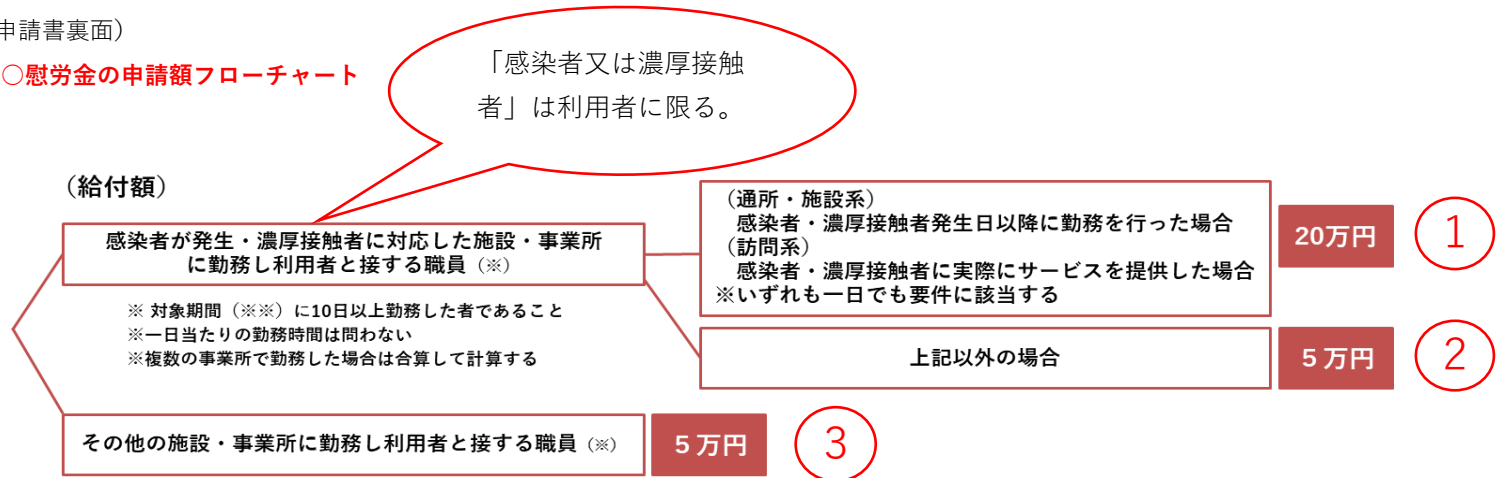 申請書裏面）
○慰労金の申請額フローチャート
「感染者又は濃厚接触
者」は利用者に限る。
（給付額）
感染者が発生・濃厚接触者に対応した施設・事業所
に勤務し利用者と接する職員（※）
※ 対象期間（※※）に10日以上勤務した者であること
※一日当たりの勤務時間は問わない
※複数の事業所で勤務した場合は合算して計算する
（通所・施設系）
感染者・濃厚接触者発生日以降に勤務を行った場合
（訪問系）
感染者・濃厚接触者に実際にサービスを提供した場合
※いずれも一日でも要件に該当する
20万円
1
上記以外の場合
5万円
2
その他の施設・事業所に勤務し利用者と接する職員（※）
5万円
3